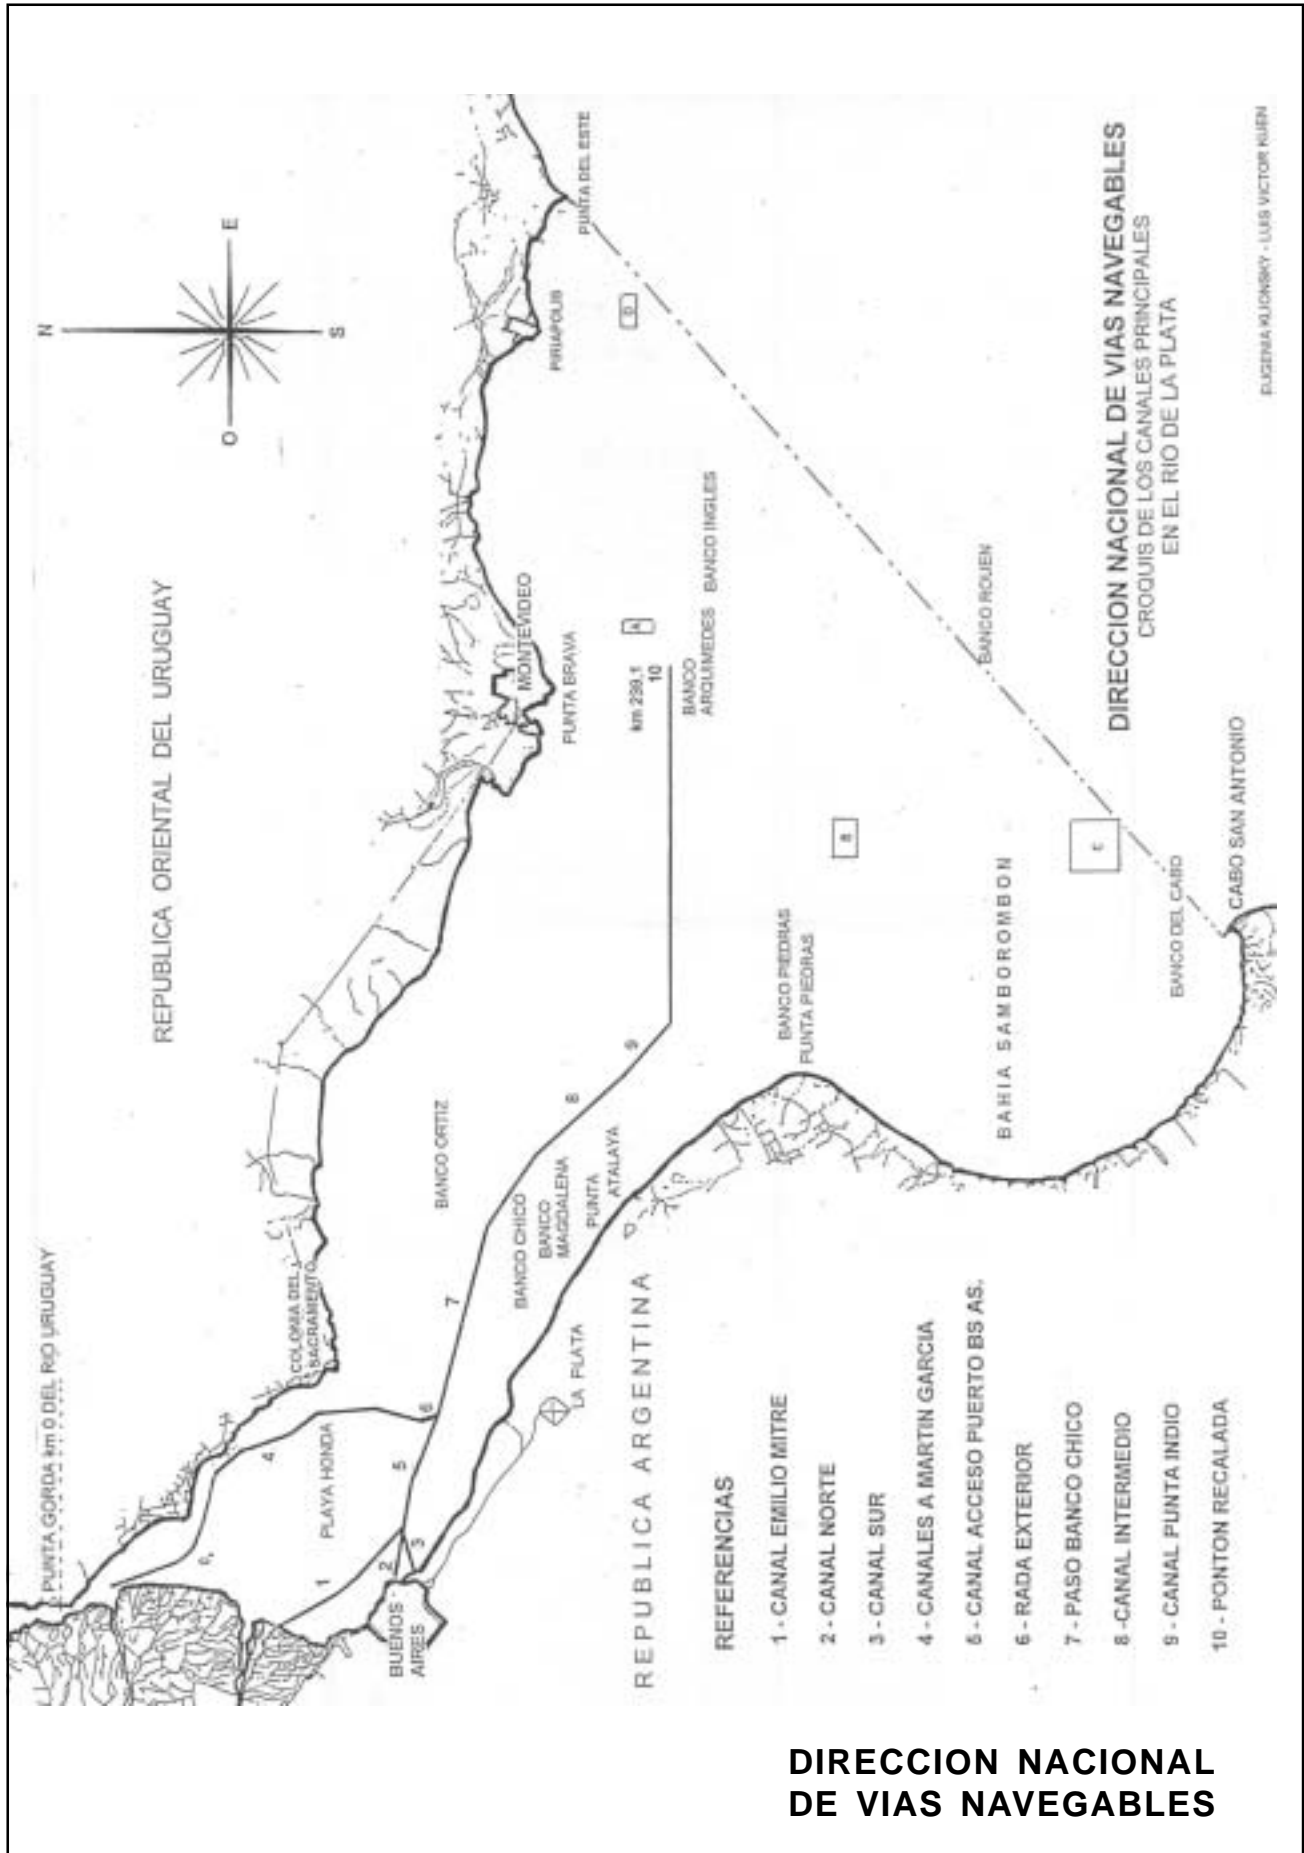 N
O
E
S
REPUBLICA ORIENTAL DEL URUGUAY
PUNTA GORDA km 0 DEL RIO URUGUAY
COLONIA DEL
SACRAMENTO
MONTEVIDEO
PUNTA BRAVA
PIRIAPOLIS
PUNTA DEL ESTE
PLAYA HONDA
BUENOS
AIRES
1
2
3
4
5
6
7
8
9
10
km 239,1
BANCO ORTIZ
BANCO CHICO
BANCO
MAGDALENA
PUNTA
ATALAYA
LA PLATA
BANCO
ARQUIMEDES
BANCO INGLES
A
B
C
D
BANCO PIEDRAS
PUNTA PIEDRAS
BAHIA SAMBOROMBON
BANCO ROUEN
BANCO DEL CABO
CABO SAN ANTONIO
REPUBLICA ARGENTINA
REFERENCIAS
1 - CANAL EMILIO MITRE
2 - CANAL NORTE
3 - CANAL SUR
4 - CANALES A MARTIN GARCIA
5 - CANAL ACCESO PUERTO BS AS.
6 - RADA EXTERIOR
7 - PASO BANCO CHICO
8 -CANAL INTERMEDIO
9 - CANAL PUNTA INDIO
10 - PONTON RECALADA
DIRECCION NACIONAL DE VIAS NAVEGABLES
CROQUIS DE LOS CANALES PRINCIPALES
EN EL RIO DE LA PLATA
EUGENIA KLIONSKY - LUIS VICTOR KUEN
DIRECCION NACIONAL
DE VIAS NAVEGABLES